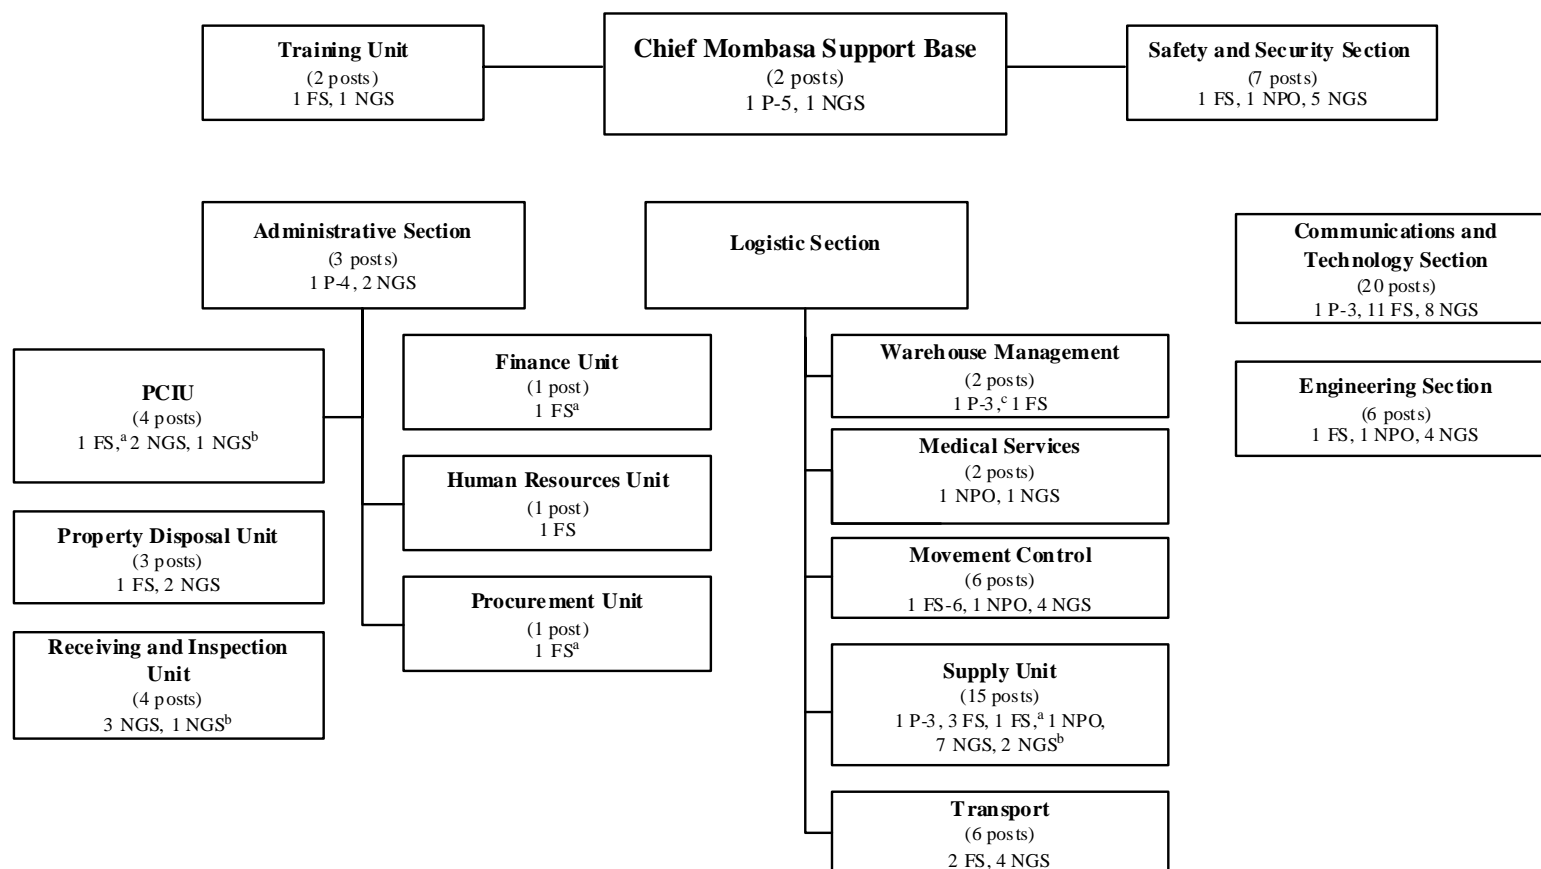 Training Unit
(2 posts)
1 FS, 1 NGS
Chief Mombasa Support Base
(2 posts)
1 P-5, 1 NGS
Safety and Security Section
(7 posts)
1 FS, 1 NPO, 5 NGS
Administrative Section
(3 posts)
1 P-4, 2 NGS
Logistic Section
Communications and
Technology Section
(20 posts)
1 P-3, 11 FS, 8 NGS
PCIU
(4 posts)
1 FS,a 2 NGS, 1 NGSb
Finance Unit
(1 post)
1 FSa
Warehouse Management
(2 posts)
1 P-3,c 1 FS
Engineering Section
(6 posts)
1 FS, 1 NPO, 4 NGS
Human Resources Unit
(1 post)
1 FS
Medical Services
(2 posts)
1 NPO, 1 NGS
Property Disposal Unit
(3 posts)
1 FS, 2 NGS
Movement Control
(6 posts)
1 FS-6, 1 NPO, 4 NGS
Procurement Unit
(1 post)
1 FSa
Receiving and Inspection
Unit
(4 posts)
3 NGS, 1 NGSb
Supply Unit
(15 posts)
1 P-3, 3 FS, 1 FS,a 1 NPO,
7 NGS, 2 NGSb
Transport
(6 posts)
2 FS, 4 NGS